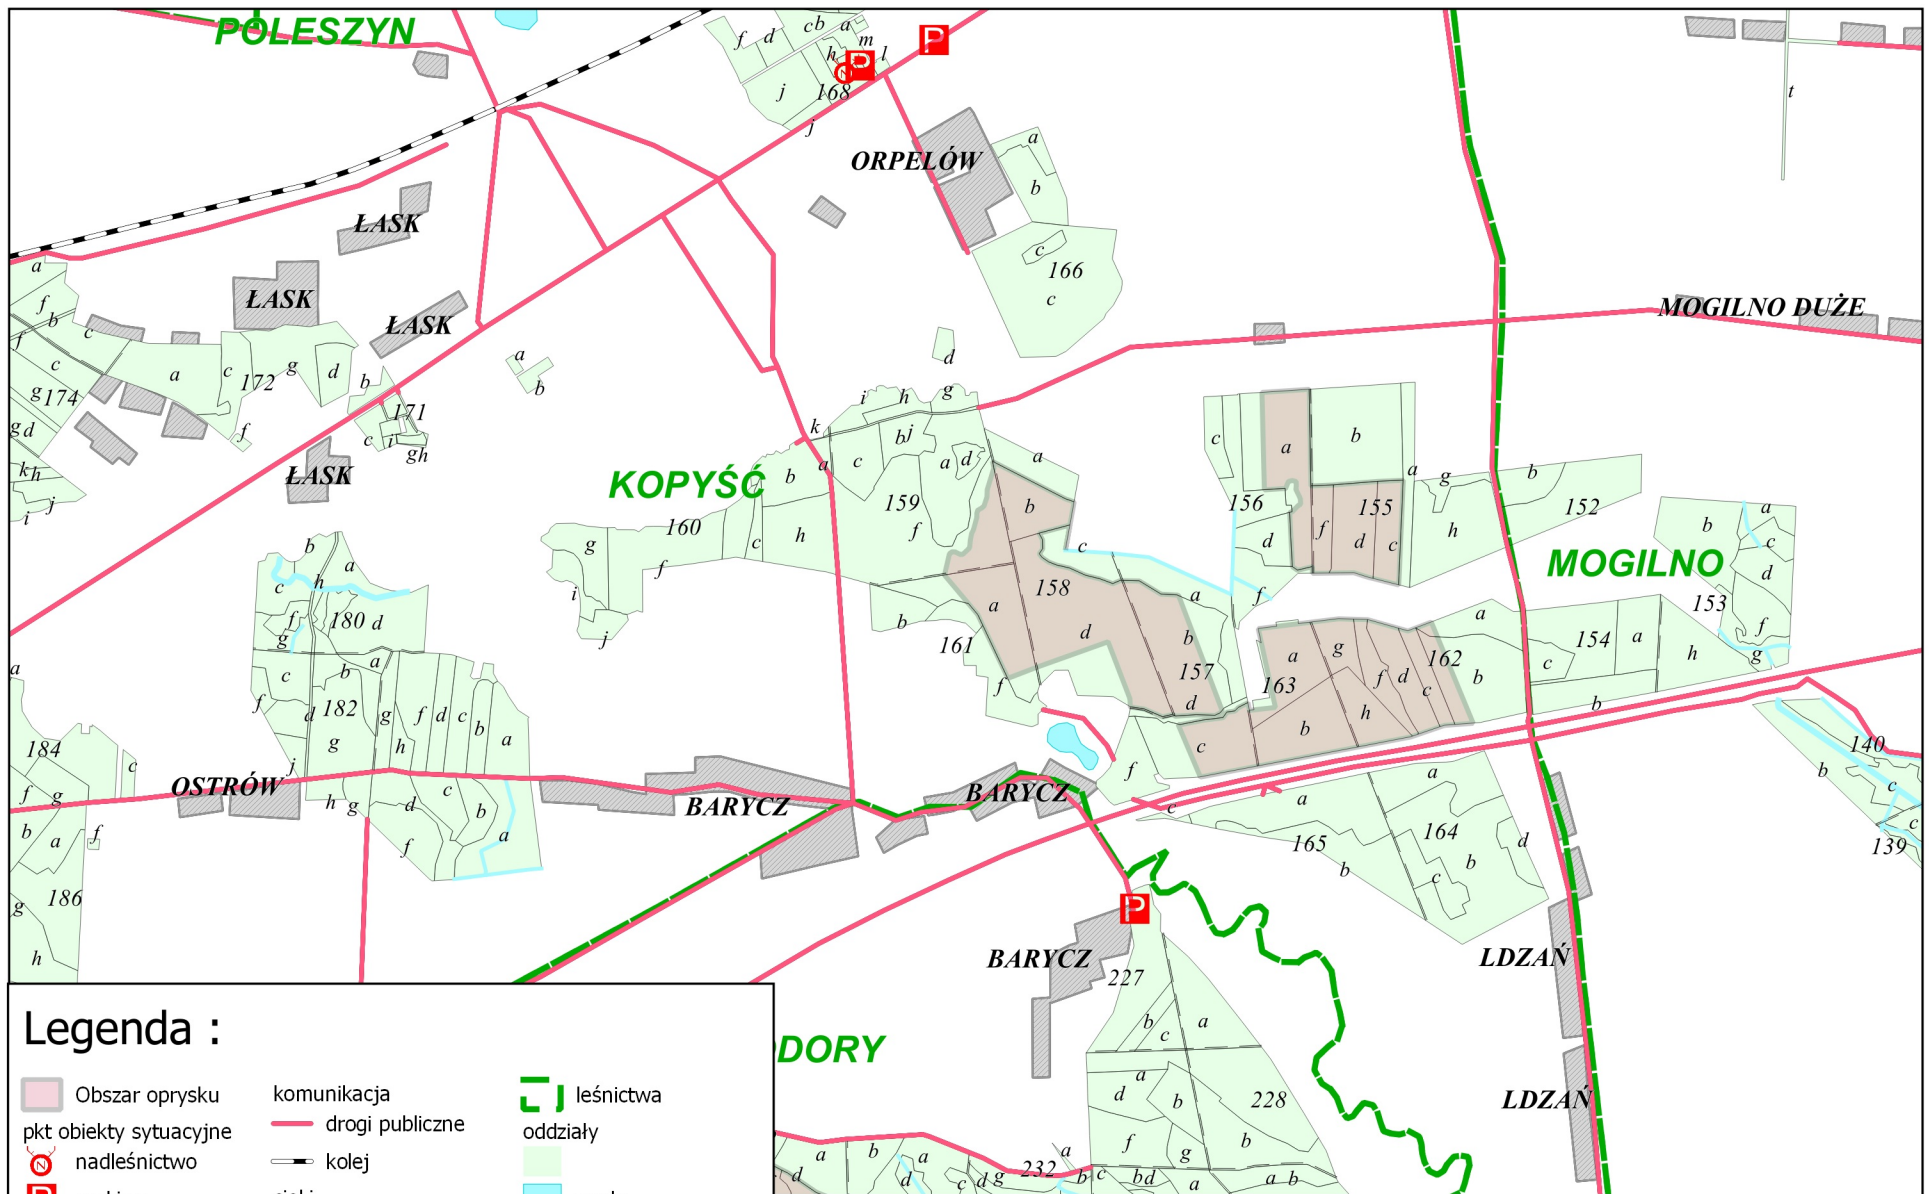 POLESZYN
f d cb a m
h l
P
P
N
j 168
j
ORPELÓW
a
b
c
166
c
t
ŁASK
ŁASK
ŁASK
MOGILNO DUŻE
a
f
b c
f
c
g 174
g d
k h
j
i
a c 172 g d
f
b 171
c i
g h
ŁASK
a
b
d
i h g
k
KOPYŚĆ
b a c b j a d
159
160
g c h f
f
i
j
a
b
c
158
a
d
b
161
f
a
b
157
d
c a b a g b
156 155 152
d f d c h
f
MOGILNO
a
b c
d
153
f
g
a 154 a h
c
b
b
a g 162
163 f d c
b h
c
b
a
c h
f 180 d
g
c b a
f d 182 g f d c b a
g h
j
h g d c b
f a
a
184 c
f g
b a f
186
g
h
OSTRÓW
BARYCZ
BARYCZ
f
c a a
165 164 d
b b
c
140
b c
c
139
BARYCZ
227
LDZAŃ
b a
c
DORY
a
d b 228
f b
g
LDZAŃ
a b a
d d c d g 232 a b c b d a a b
Legenda :
Obszar oprysku
komunikacja
leśnictwa
pkt obiekty sytuacyjne
drogi publiczne
oddziały
N nadleśnictwo
kolej
P